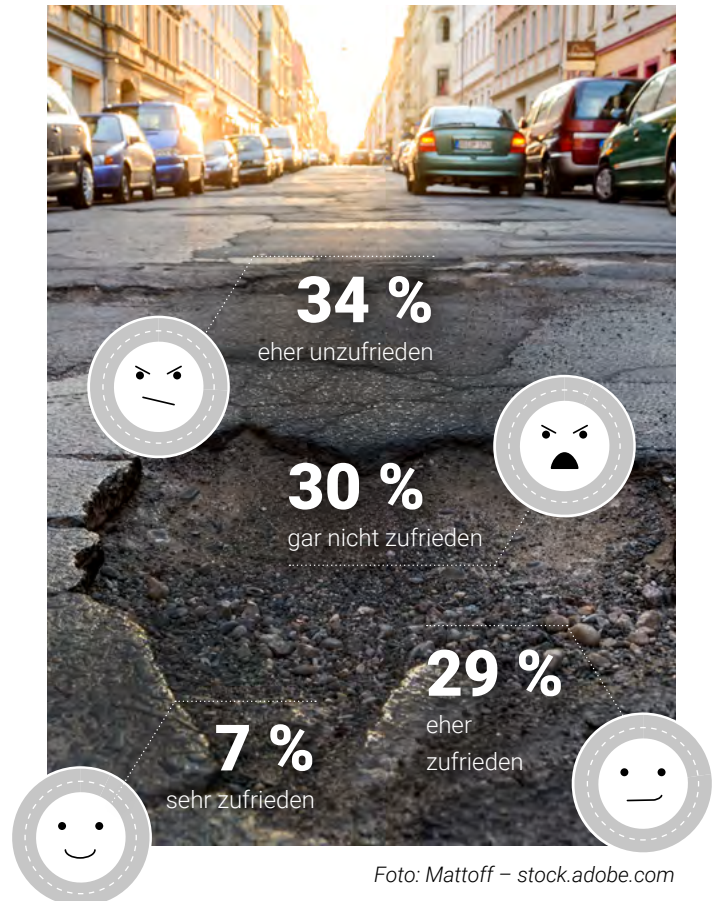 34 %
eher unzufrieden
30 %
gar nicht zufrieden
29 %
eher
zufrieden
7 %
sehr zufrieden
Foto: Mattoff – stock.adobe.com